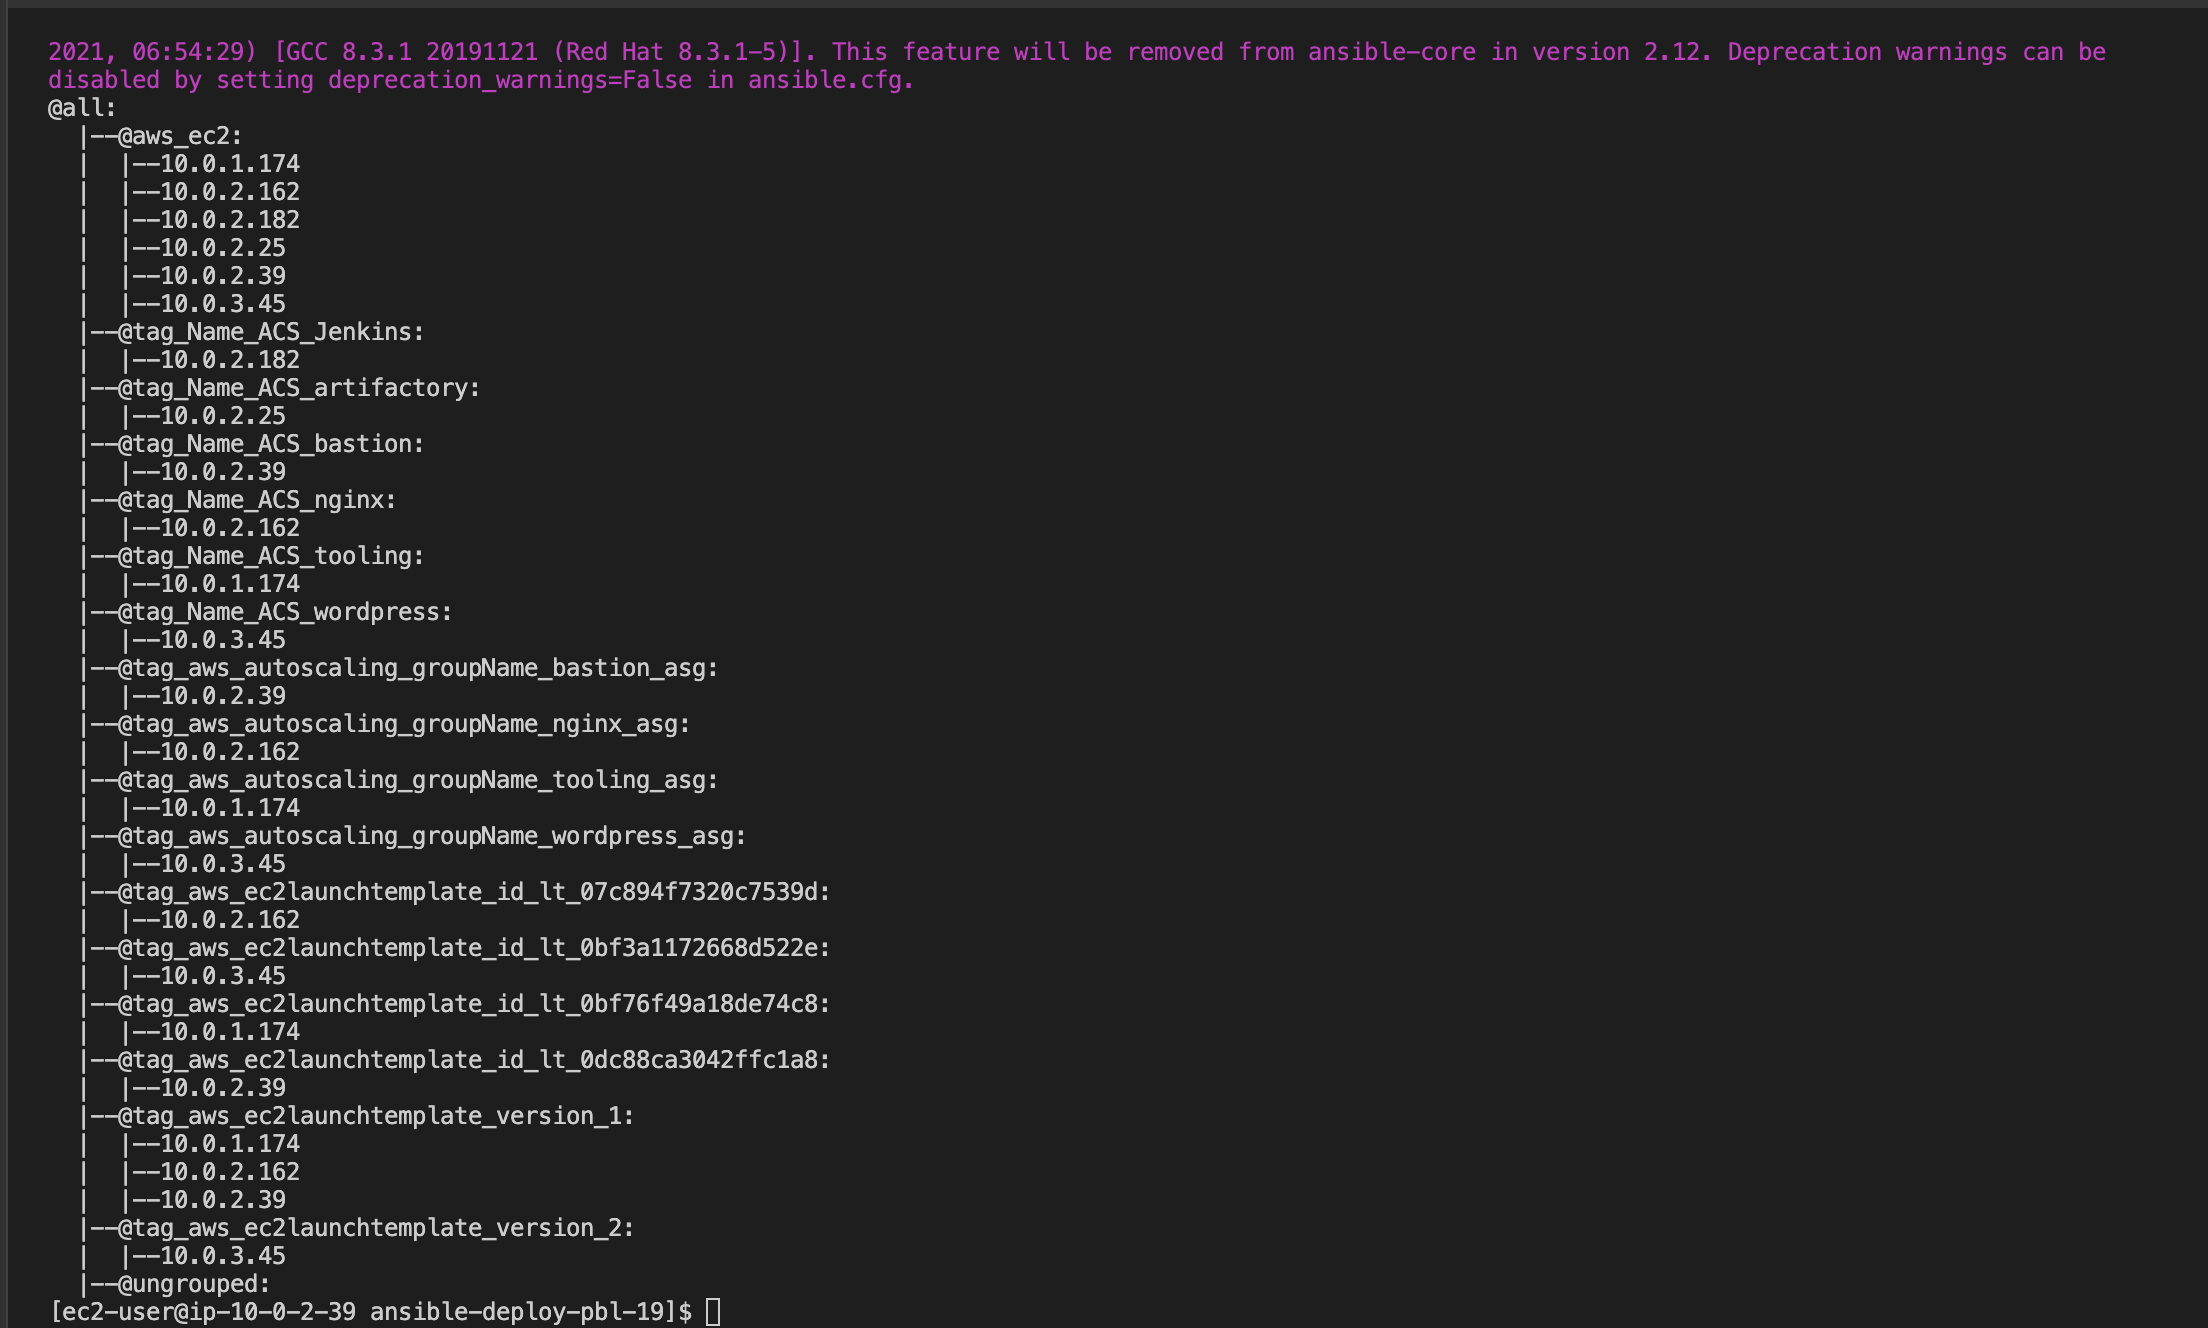 2021, 06:54:29) [GCC 8.3.1 20191121 (Red Hat 8.3.1-5)]. This feature will be removed from ansible-core in version 2.12. Deprecation warnings can be
disabled by setting deprecation_warnings=False in ansible.cfg.
@all:
  |--@aws_ec2:
  |  |--10.0.1.174
  |  |--10.0.2.162
  |  |--10.0.2.182
  |  |--10.0.2.25
  |  |--10.0.2.39
  |  |--10.0.3.45
  |--@tag_Name_ACS_Jenkins:
  |  |--10.0.2.182
  |--@tag_Name_ACS_artifactory:
  |  |--10.0.2.25
  |--@tag_Name_ACS_bastion:
  |  |--10.0.2.39
  |--@tag_Name_ACS_nginx:
  |  |--10.0.2.162
  |--@tag_Name_ACS_tooling:
  |  |--10.0.1.174
  |--@tag_Name_ACS_wordpress:
  |  |--10.0.3.45
  |--@tag_aws_autoscaling_groupName_bastion_asg:
  |  |--10.0.2.39
  |--@tag_aws_autoscaling_groupName_nginx_asg:
  |  |--10.0.2.162
  |--@tag_aws_autoscaling_groupName_tooling_asg:
  |  |--10.0.1.174
  |--@tag_aws_autoscaling_groupName_wordpress_asg:
  |  |--10.0.3.45
  |--@tag_aws_ec2launchtemplate_id_lt_07c894f7320c7539d:
  |  |--10.0.2.162
  |--@tag_aws_ec2launchtemplate_id_lt_0bf3a1172668d522e:
  |  |--10.0.3.45
  |--@tag_aws_ec2launchtemplate_id_lt_0bf76f49a18de74c8:
  |  |--10.0.1.174
  |--@tag_aws_ec2launchtemplate_id_lt_0dc88ca3042ffc1a8:
  |  |--10.0.2.39
  |--@tag_aws_ec2launchtemplate_version_1:
  |  |--10.0.1.174
  |  |--10.0.2.162
  |  |--10.0.2.39
  |--@tag_aws_ec2launchtemplate_version_2:
  |  |--10.0.3.45
  |--@ungrouped:
[ec2-user@ip-10-0-2-39 ansible-deploy-pbl-19]$